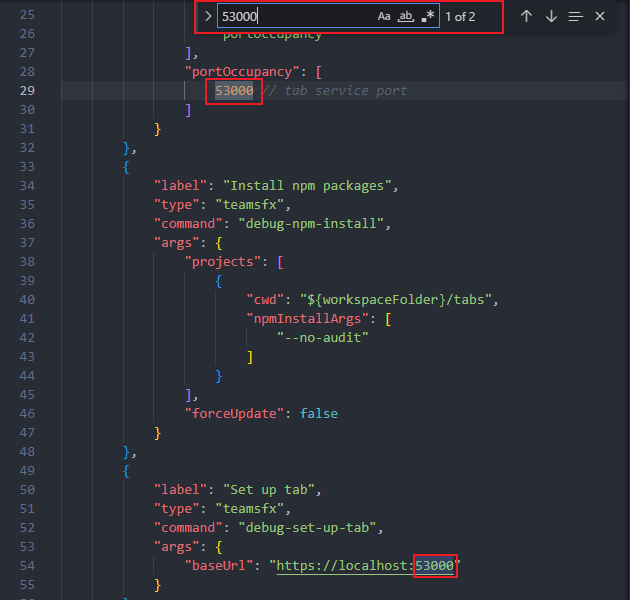 53000 Aa ab .* 1 of 2
25
26 portOccupancy
27 ],
28 "portOccupancy": [
29 53000 // tab service port
30 ]
31 }
32 },
33 {
34 "label": "Install npm packages",
35 "type": "teamsfx",
36 "command": "debug-npm-install",
37 "args": {
38 "projects": [
39 {
40 "cwd": "${workspaceFolder}/tabs",
41 "npmInstallArgs": [
42 "--no-audit"
43 ]
44 }
45 ],
46 "forceUpdate": false
47 }
48 },
49 {
50 "label": "Set up tab",
51 "type": "teamsfx",
52 "command": "debug-set-up-tab",
53 "args": {
54 "baseUrl": "https://localhost:53000"
55 }